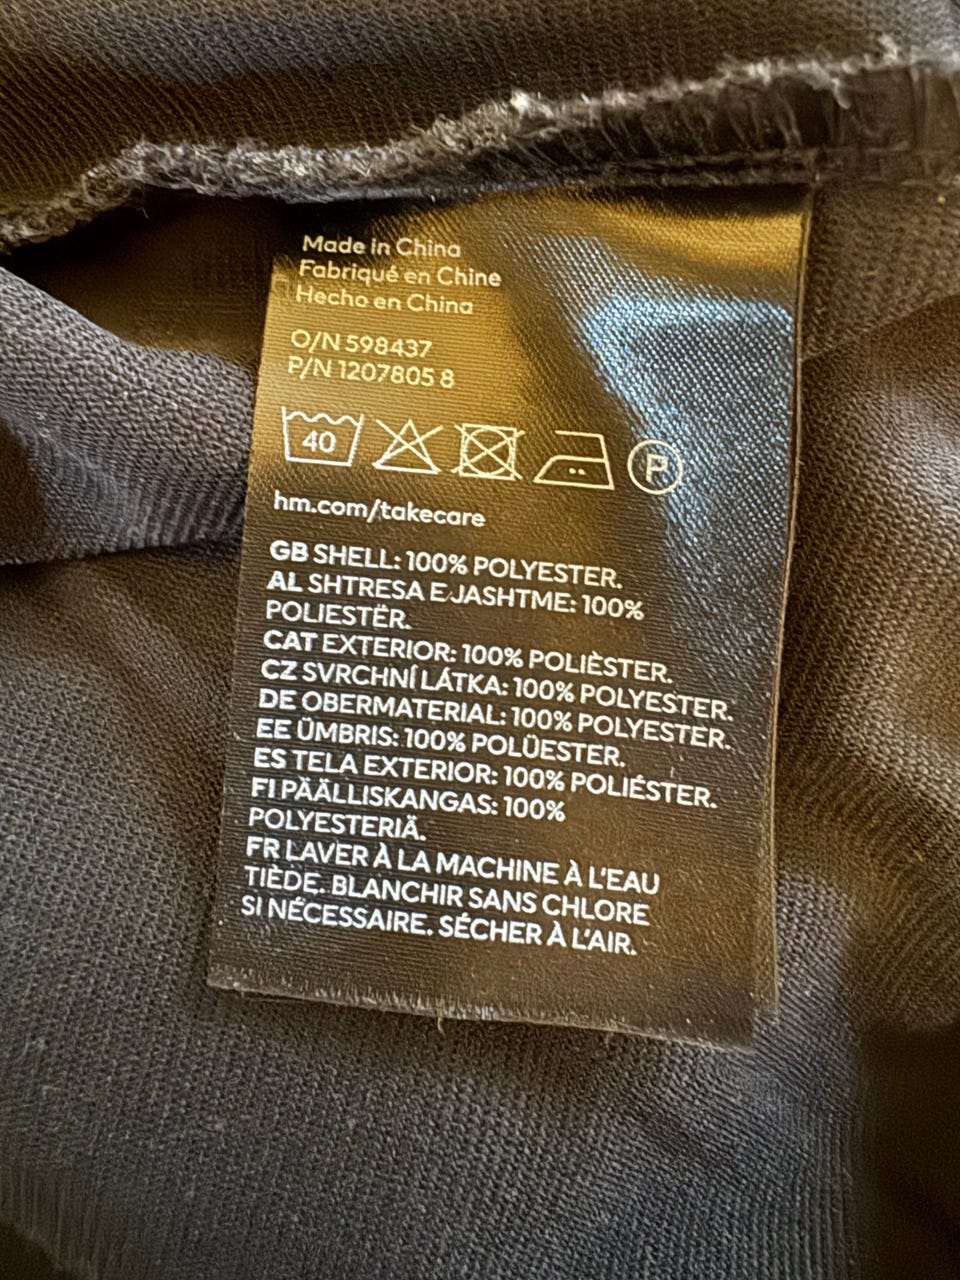 Made in China
Fabriqué en Chine
Hecho en China
O/N 598437
P/N 1207805 8
40 P
hm.com/takecare
GB SHELL: 100% POLYESTER.
AL SHTRESA E JASHTME: 100%
POLIESTËR.
CAT EXTERIOR: 100% POLIÈSTER.
CZ SVRCHNÍ LÁTKA: 100% POLYESTER.
DE OBERMATERIAL: 100% POLYESTER.
EE ÜMBRIS: 100% POLÜESTER.
ES TELA EXTERIOR: 100% POLIÉSTER.
FI PÄÄLLISKANGAS: 100%
POLYESTERIÄ.
FR LAVER À LA MACHINE À L'EAU
TIÈDE. BLANCHIR SANS CHLORE
SI NÉCESSAIRE. SÉCHER À L'AIR.